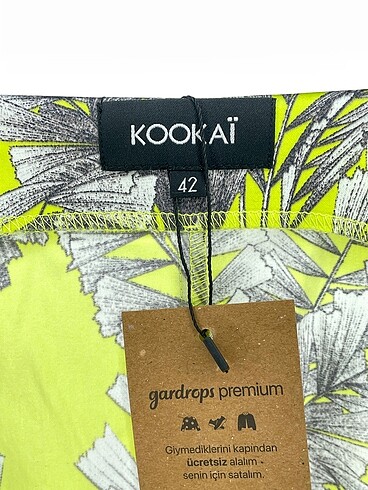 KOOKAÏ
42
gardrops premium
Giymediklerini kapından
ücretsiz alalım -
senin için satalım.